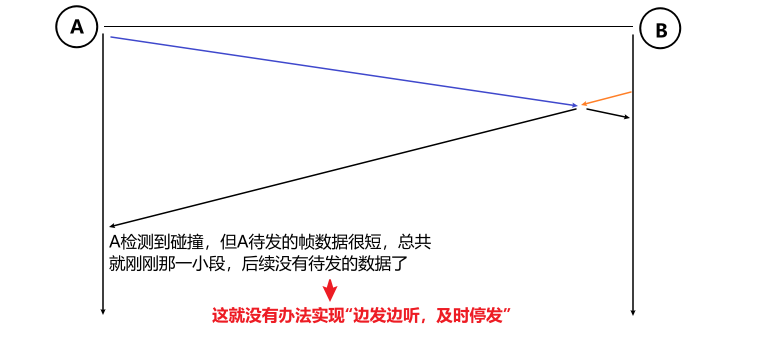 A
B
A检测到碰撞，但A待发的帧数据很短，总共
就刚刚那一小段，后续没有待发的数据了
这就没有办法实现“边发边听，及时停发”